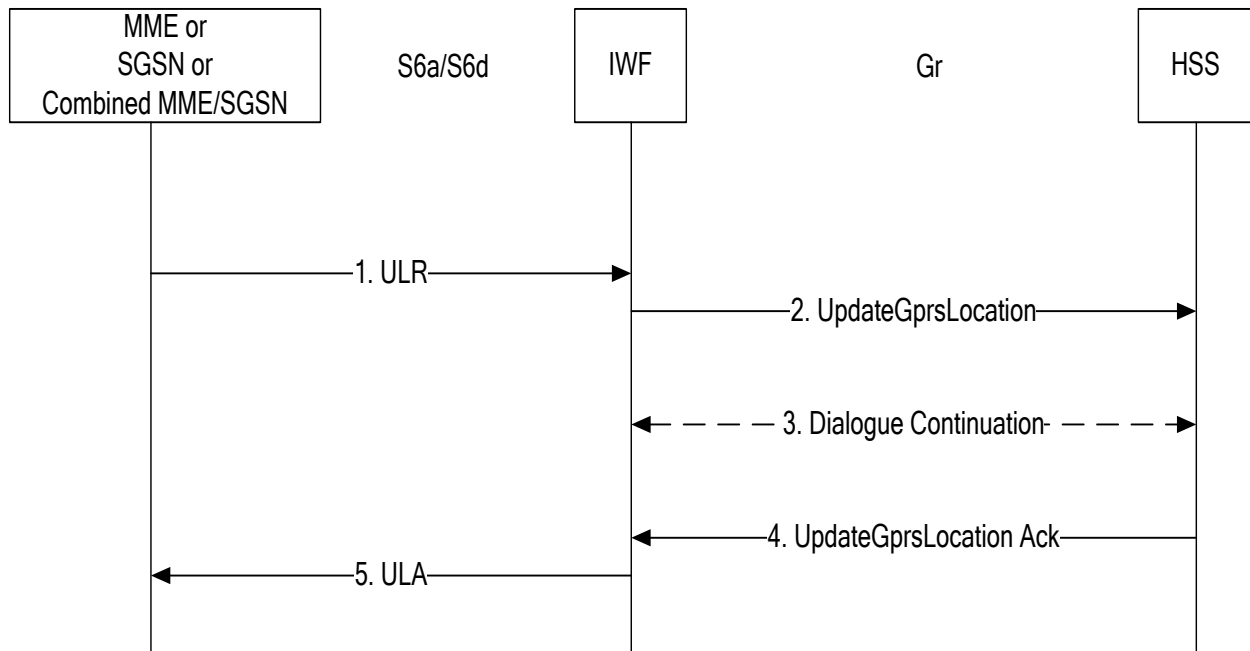 MME or
SGSN or
Combined MME/SGSN
S6a/S6d
IWF
Gr
HSS
1. ULR
2. UpdateGprsLocation
3. Dialogue Continuation
4. UpdateGprsLocation Ack
5. ULA